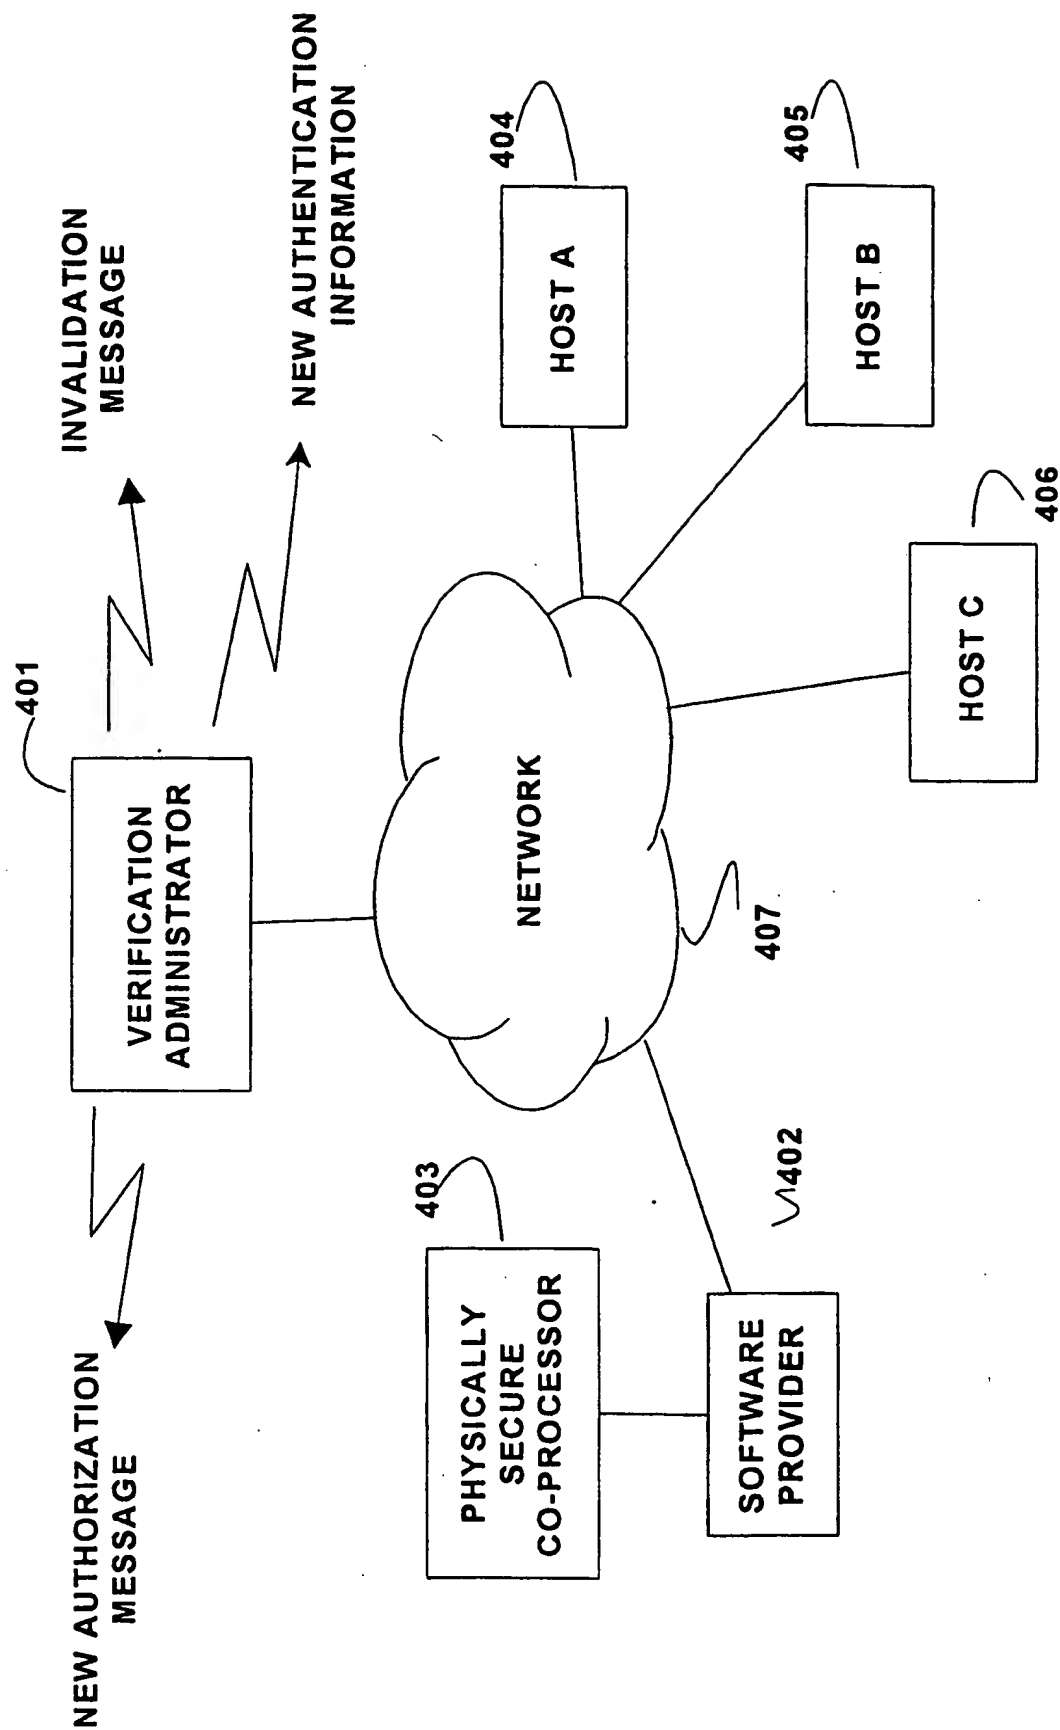 NEW AUTHORIZATION
MESSAGE
401
VERIFICATION
ADMINISTRATOR
INVALIDATION
MESSAGE
NEW AUTHENTICATION
INFORMATION
403
PHYSICALLY
SECURE
CO-PROCESSOR
SOFTWARE
PROVIDER
402
NETWORK
407
404
HOST A
405
HOST B
HOST C
406